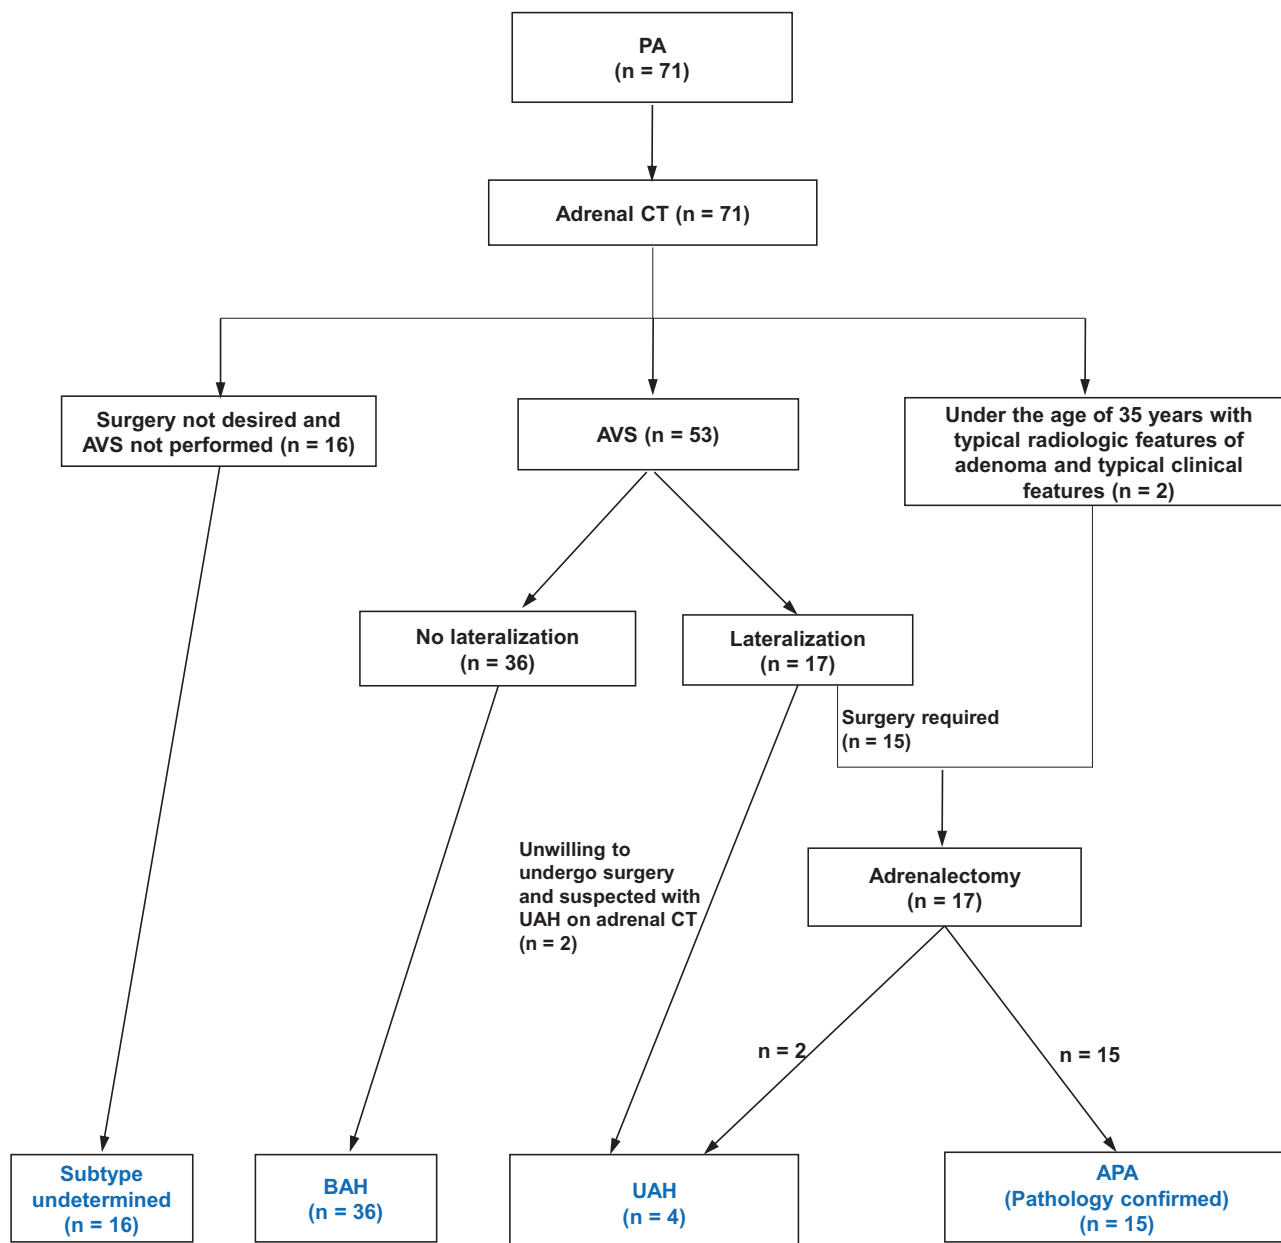 PA
(n = 71)
Adrenal CT (n = 71)
Surgery not desired and
AVS not performed (n = 16)
AVS (n = 53)
Under the age of 35 years with
typical radiologic features of
adenoma and typical clinical
features (n = 2)
No lateralization
(n = 36)
Lateralization
(n = 17)
Surgery required
(n = 15)
Unwilling to
undergo surgery
and suspected with
UAH on adrenal CT
(n = 2)
Adrenalectomy
(n = 17)
n = 2
n = 15
Subtype
undetermined
(n = 16)
BAH
(n = 36)
UAH
(n = 4)
APA
(Pathology confirmed)
(n = 15)